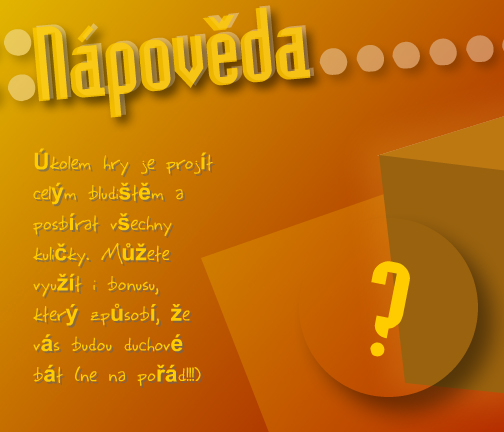 Nápověda
Úkolem hry je projít
celým bludištěm a
posbírat všechny
kuličky. Můžete
využít i bonusu,
který způsobí, že
vás budou duchové
bát (ne na pořád!!!)
?